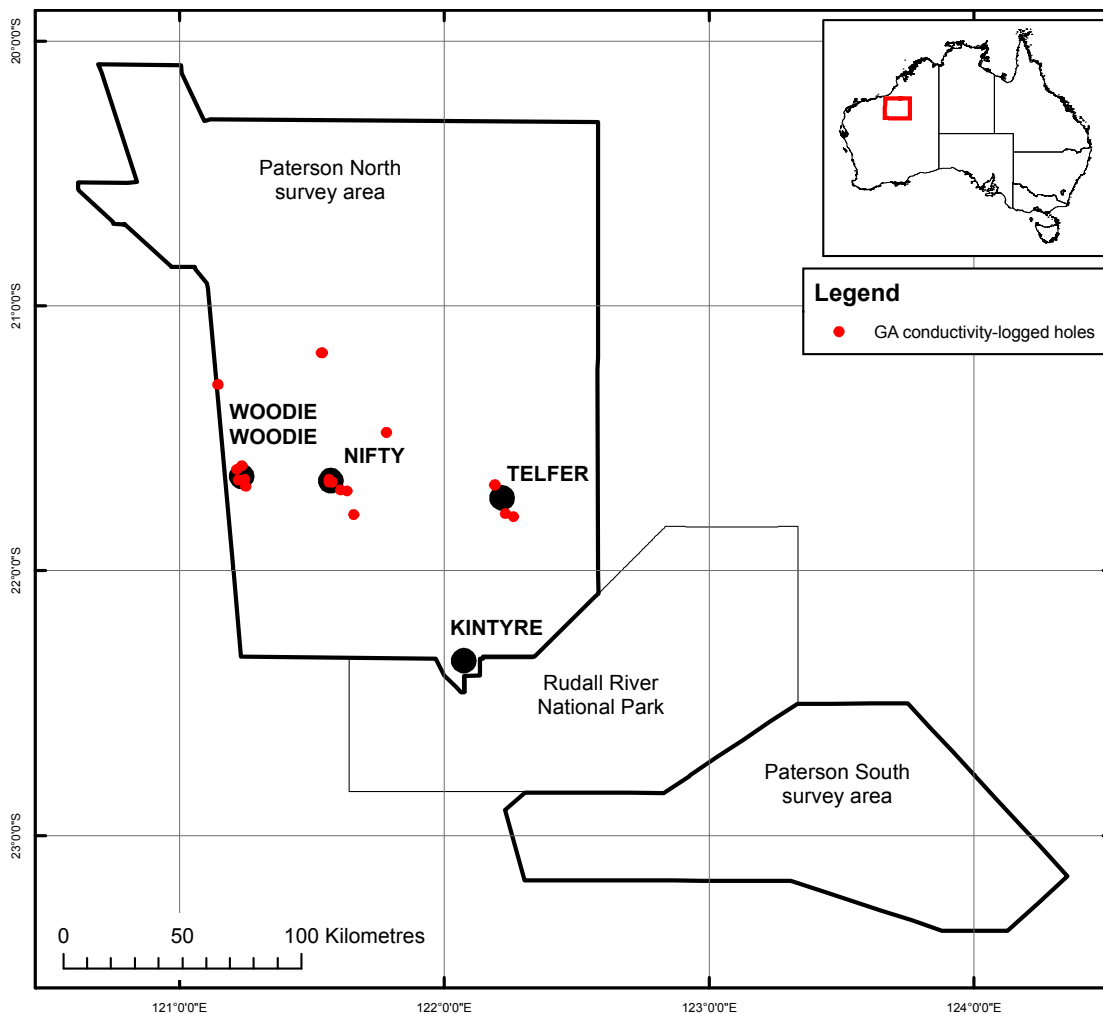 20°0'0"S
21°0'0"S
22°0'0"S
23°0'0"S
Paterson North
survey area
Legend
GA conductivity-logged holes
WOODIE
WOODIE
NIFTY
TELFER
KINTYRE
Rudall River
National Park
Paterson South
survey area
0 50 100 Kilometres
121°0'0"E
122°0'0"E
123°0'0"E
124°0'0"E